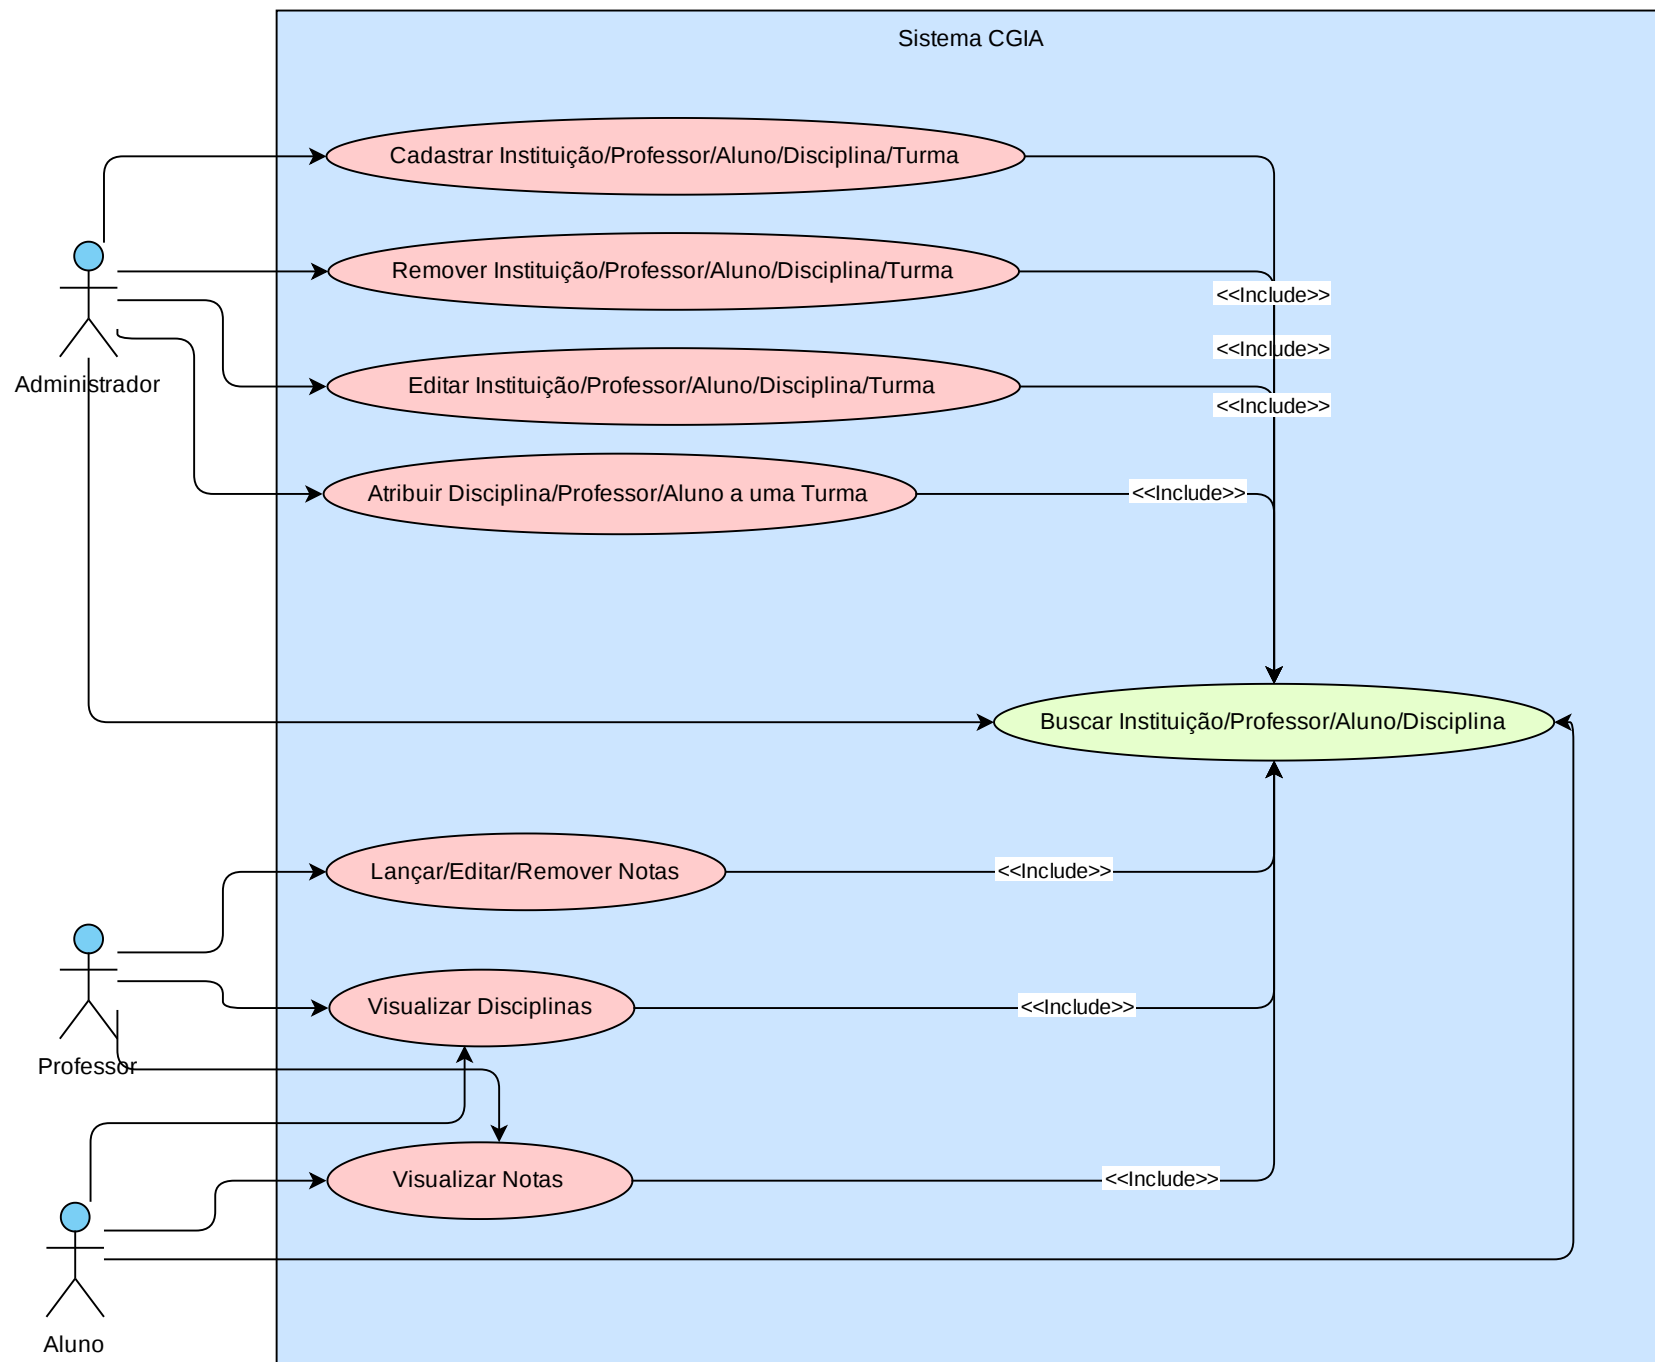 Sistema CGIA
Cadastrar Instituição/Professor/Aluno/Disciplina/Turma
Remover Instituição/Professor/Aluno/Disciplina/Turma
<<Include>>
<<Include>>
Administrador
Editar Instituição/Professor/Aluno/Disciplina/Turma
<<Include>>
Atribuir Disciplina/Professor/Aluno a uma Turma
<<Include>>
Buscar Instituição/Professor/Aluno/Disciplina
Lançar/Editar/Remover Notas
<<Include>>
Visualizar Disciplinas
<<Include>>
Professor
Visualizar Notas
<<Include>>
Aluno